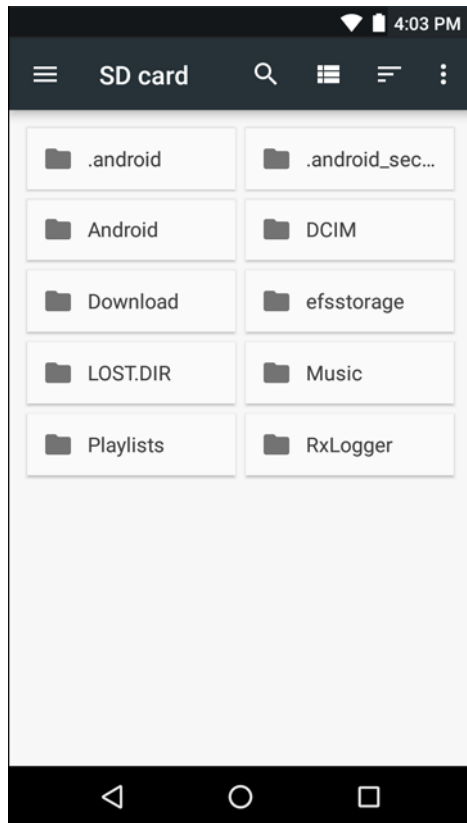 4:03 PM
SD card
.android
.android_sec...
Android
DCIM
Download
efsstorage
LOST.DIR
Music
Playlists
RxLogger